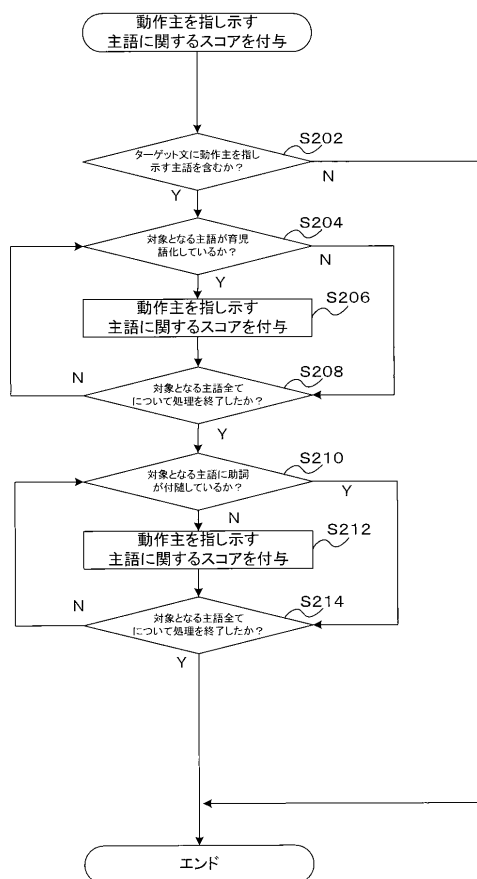 動作主を指し示す
主語に関するスコアを付与
S202
ターゲット文に動作主を指し
示す主語を含むか？
N
Y
S204
対象となる主語が育児
語化しているか？
N
Y
S206
動作主を指し示す
主語に関するスコアを付与
S208
N
対象となる主語全て
について処理を終了したか？
Y
S210
対象となる主語に助詞
が付随しているか？
Y
N
S212
動作主を指し示す
主語に関するスコアを付与
S214
N
対象となる主語全て
について処理を終了したか？
Y
エンド